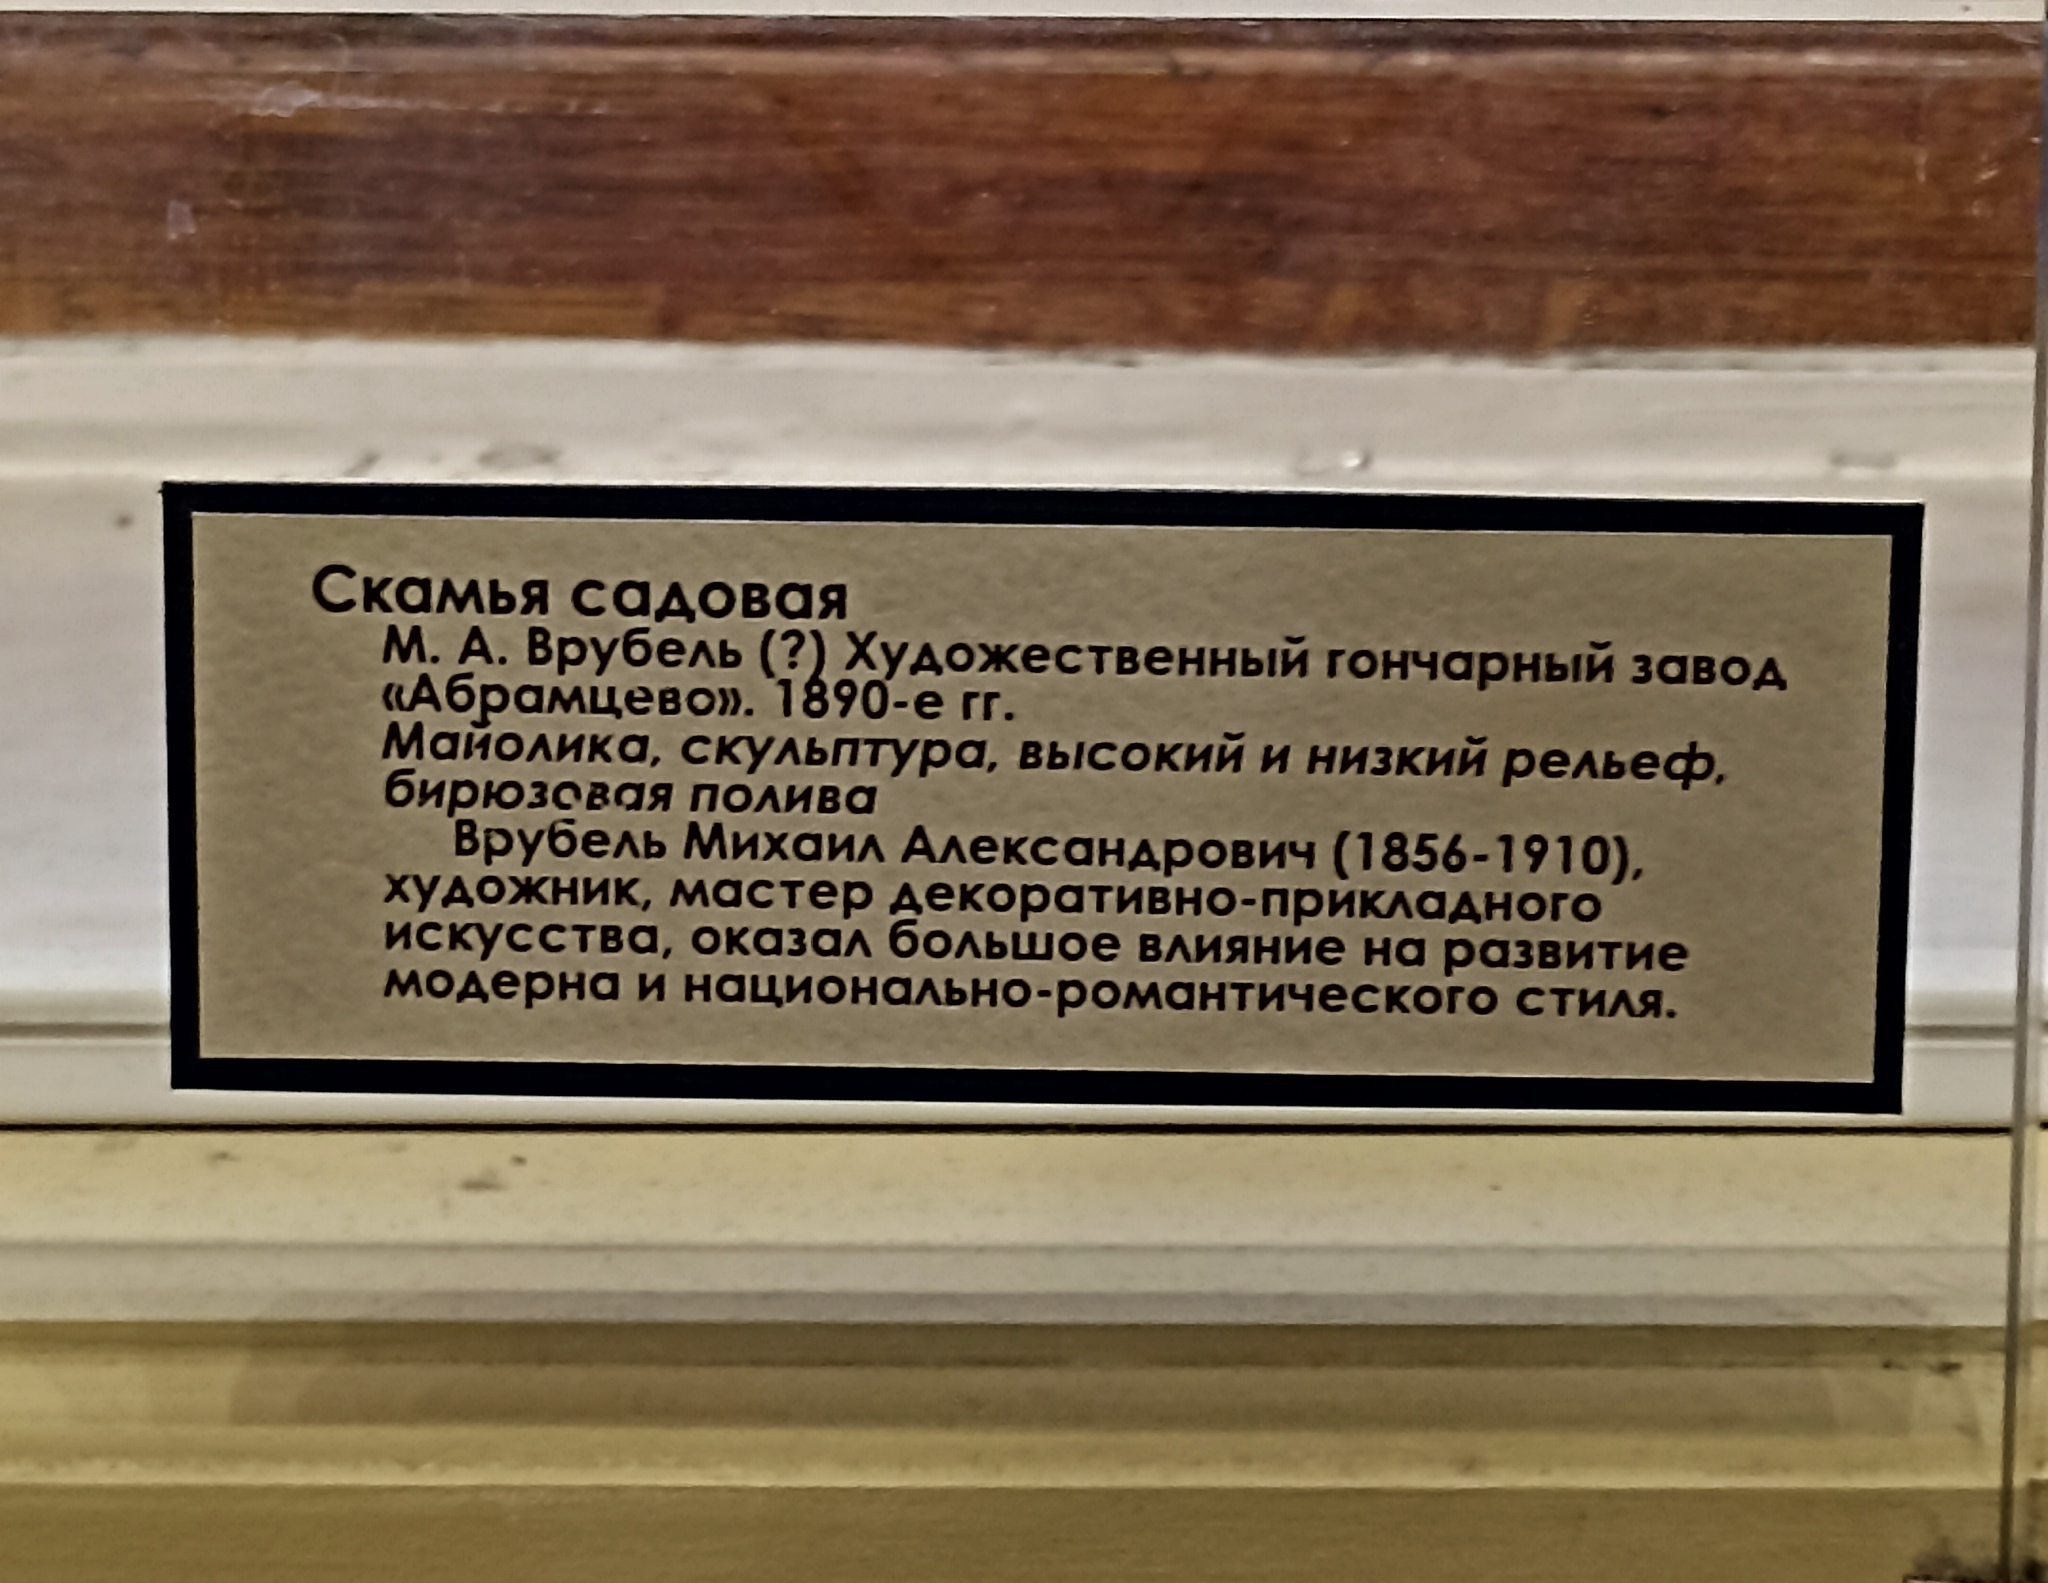 Скамья садовая
М. А. Врубель (?) Художественный гончарный завод
«Абрамцево». 1890-е гг.
Майолика, скульптура, высокий и низкий рельеф,
бирюзовая полива
Врубель Михаил Александрович (1856-1910),
художник, мастер декоративно-прикладного
искусства, оказал большое влияние на развитие
модерна и национально-романтического стиля.